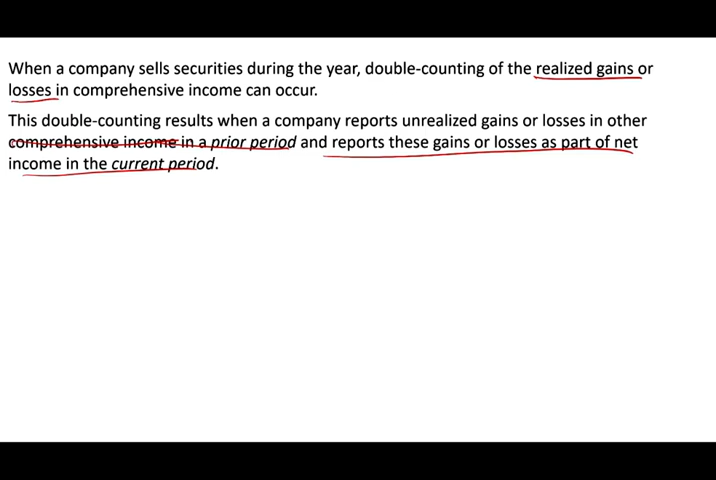 When a company sells securities during the year, double-counting of the realized gains or
losses in comprehensive income can occur.
This double-counting results when a company reports unrealized gains or losses in other
comprehensive income in a prior period and reports these gains or losses as part of net
income in the current period.